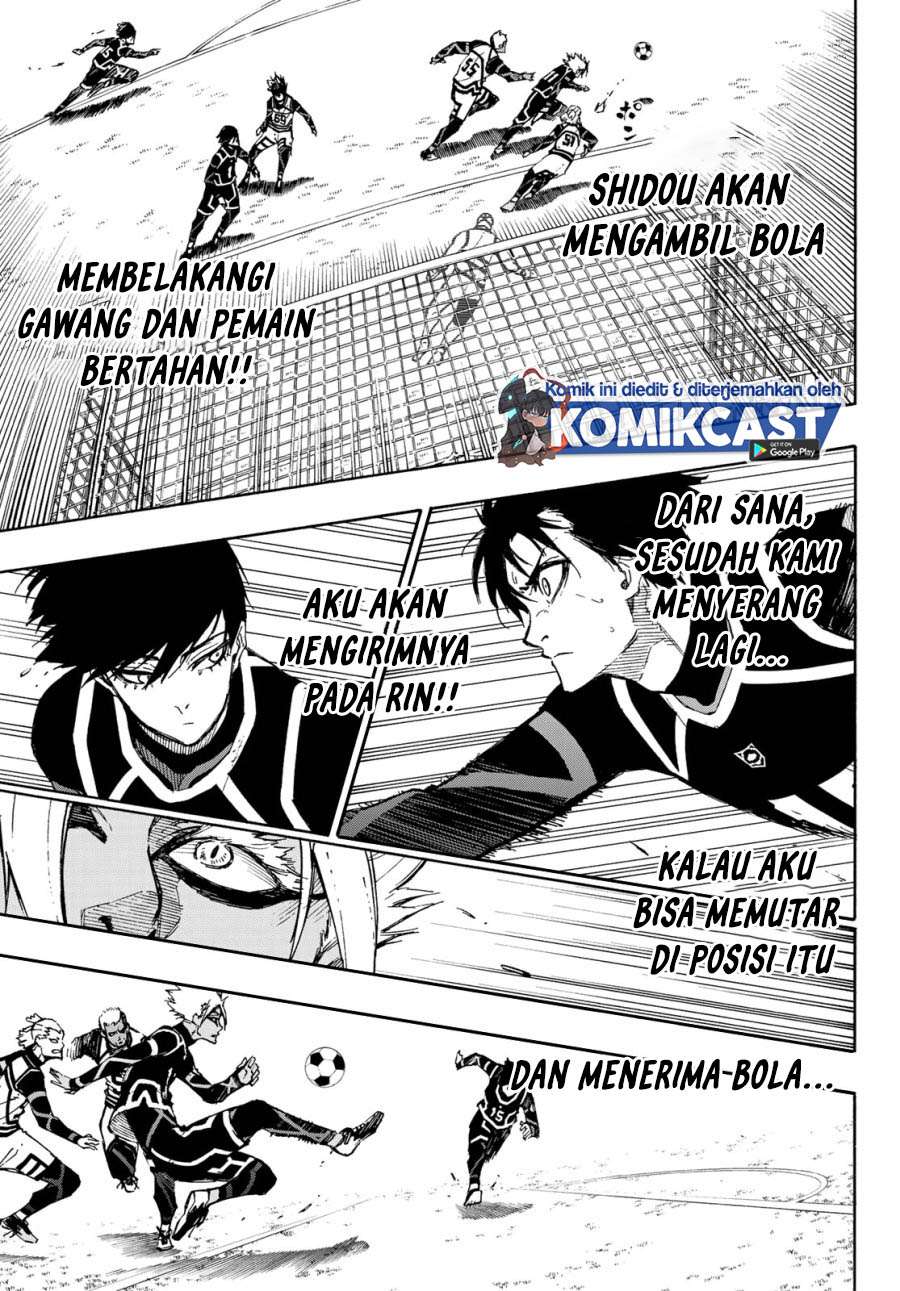 SHIDOU AKAN
MENGAMBIL BOLA
MEMBELAKANGI
GAWANG DAN PEMAIN
BERTAHAN!!
Komik ini diedit & diterjemahkan oleh
KOMIKCAST
GET IT ON
Google Play
DARI SANA,
SESUDAH KAMI
MENYERANG
LAGI...
AKU AKAN
MENGIRIMNYA
PADA RIN!!
KALAU AKU
BISA MEMUTAR
DI POSISI ITU
DAN MENERIMA-BOLA...
15